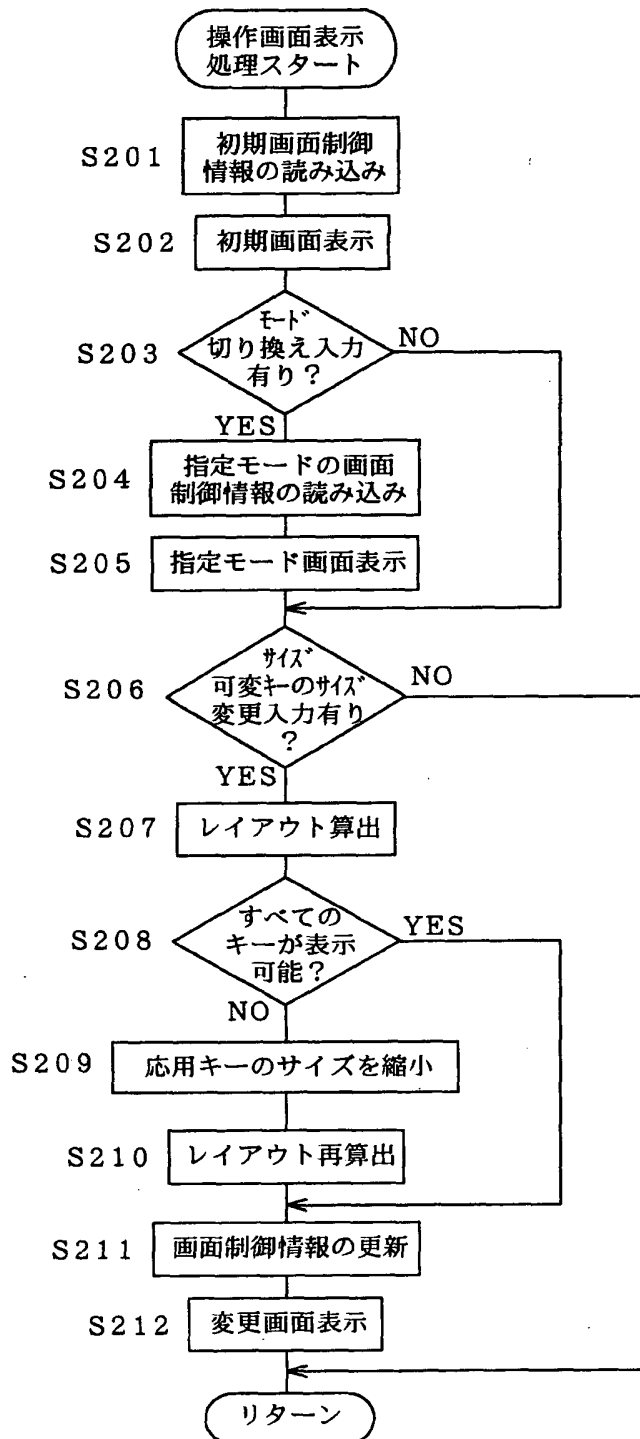 操作画面表示
処理スタート
S201
初期画面制御
情報の読み込み
S202
初期画面表示
S203
モード
切り換え入力
有り？
NO
YES
S204
指定モードの画面
制御情報の読み込み
S205
指定モード画面表示
S206
サイズ
可変キーのサイズ
変更入力有り
？
NO
YES
S207
レイアウト算出
S208
すべての
キーが表示
可能？
YES
NO
S209
応用キーのサイズを縮小
S210
レイアウト再算出
S211
画面制御情報の更新
S212
変更画面表示
リターン